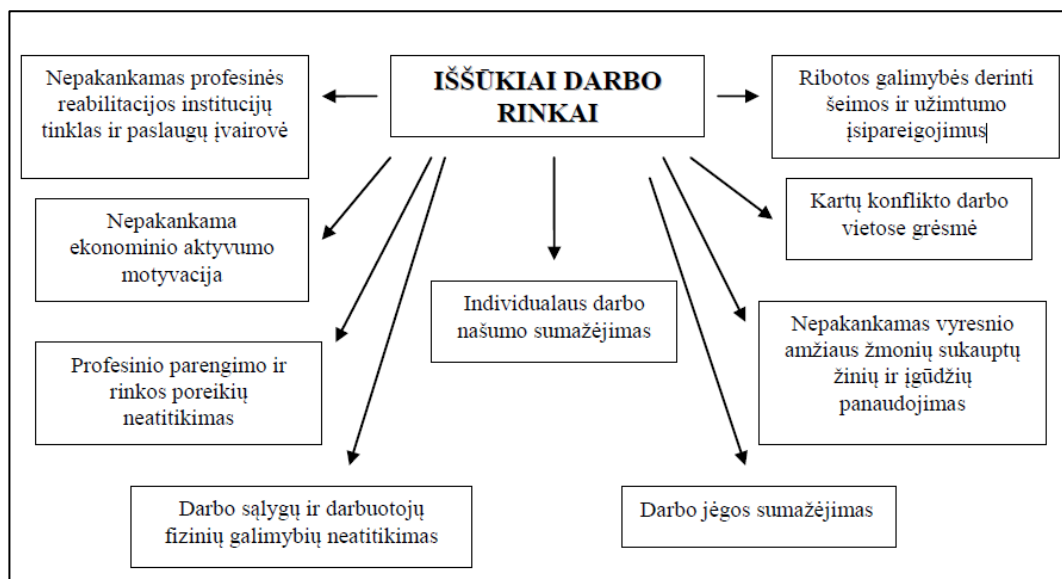 IŠŠŪKIAI DARBO
RINKAI
Nepakankamas profesinės
reabilitacijos institucijų
tinklas ir paslaugų įvairovė
Ribotos galimybės derinti
šeimos ir užimtumo
įsipareigojimus
Nepakankama
ekonominio aktyvumo
motyvacija
Kartų konflikto darbo
vietose grėsmė
Individualaus darbo
našumo sumažėjimas
Profesinio parengimo ir
rinkos poreikių
neatitikimas
Nepakankamas vyresnio
amžiaus žmonių sukauptų
žinių ir įgūdžių
panaudojimas
Darbo sąlygų ir darbuotojų
fizinių galimybių neatitikimas
Darbo jėgos sumažėjimas